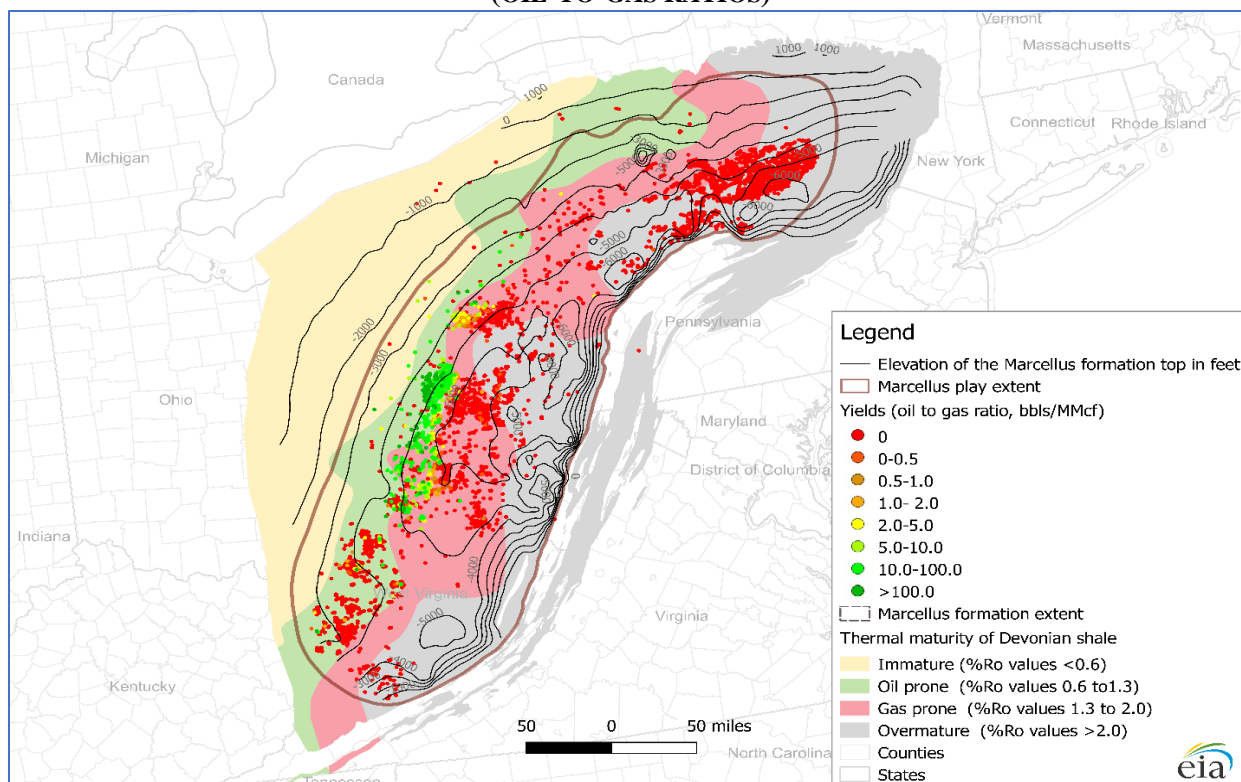 (OIL-TO-GAS RATIOS)
Vermont
Massachusetts
Canada
1000
1000
1000
0
Michigan
Connecticut
Rhode Island
New York
-1000
-5000
-6000
-5000
-6000
-2000
Pennsylvania
-3000
Ohio
Maryland
District of Columbia
0
Indiana
-4000
West Virginia
Virginia
-5000
-4000
Kentucky
50 0 50 miles
North Carolina
Tennessee
Legend
Elevation of the Marcellus formation top in feet
Marcellus play extent
Yields (oil to gas ratio, bbls/MMcf)
0
0-0.5
0.5-1.0
1.0- 2.0
2.0-5.0
5.0-10.0
10.0-100.0
>100.0
Marcellus formation extent
Thermal maturity of Devonian shale
Immature (%Ro values <0.6)
Oil prone (%Ro values 0.6 to1.3)
Gas prone (%Ro values 1.3 to 2.0)
Overmature (%Ro values >2.0)
Counties
States
eia